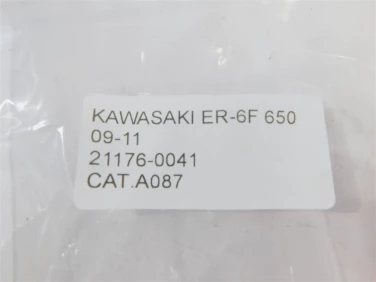 KAWASAKI ER-6F 650
09-11
21176-0041
CAT.A087